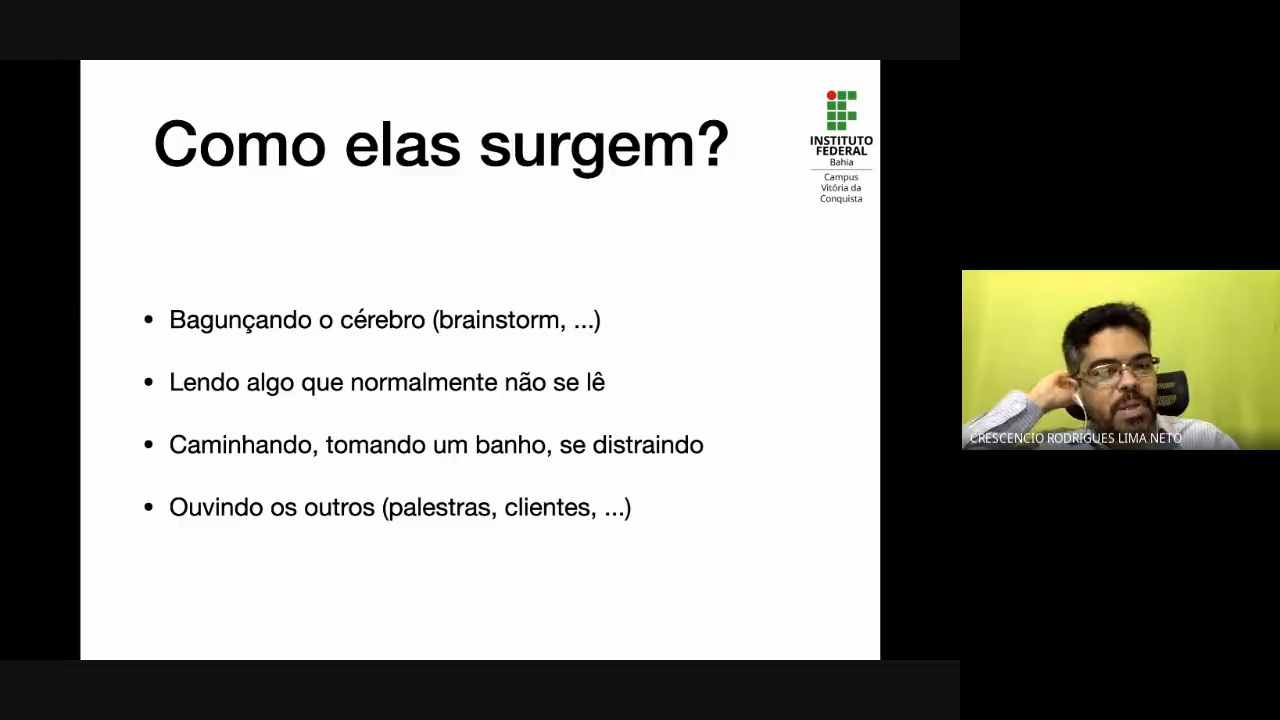 Como elas surgem?
INSTITUTO
FEDERAL
Bahia
Campus
Vitória da
Conquista
• Bagunçando o cérebro (brainstorm, ...)
• Lendo algo que normalmente não se lê
• Caminhando, tomando um banho, se distraindo
• Ouvindo os outros (palestras, clientes, ...)
CRESCENCIO RODRIGUES LIMA NETO